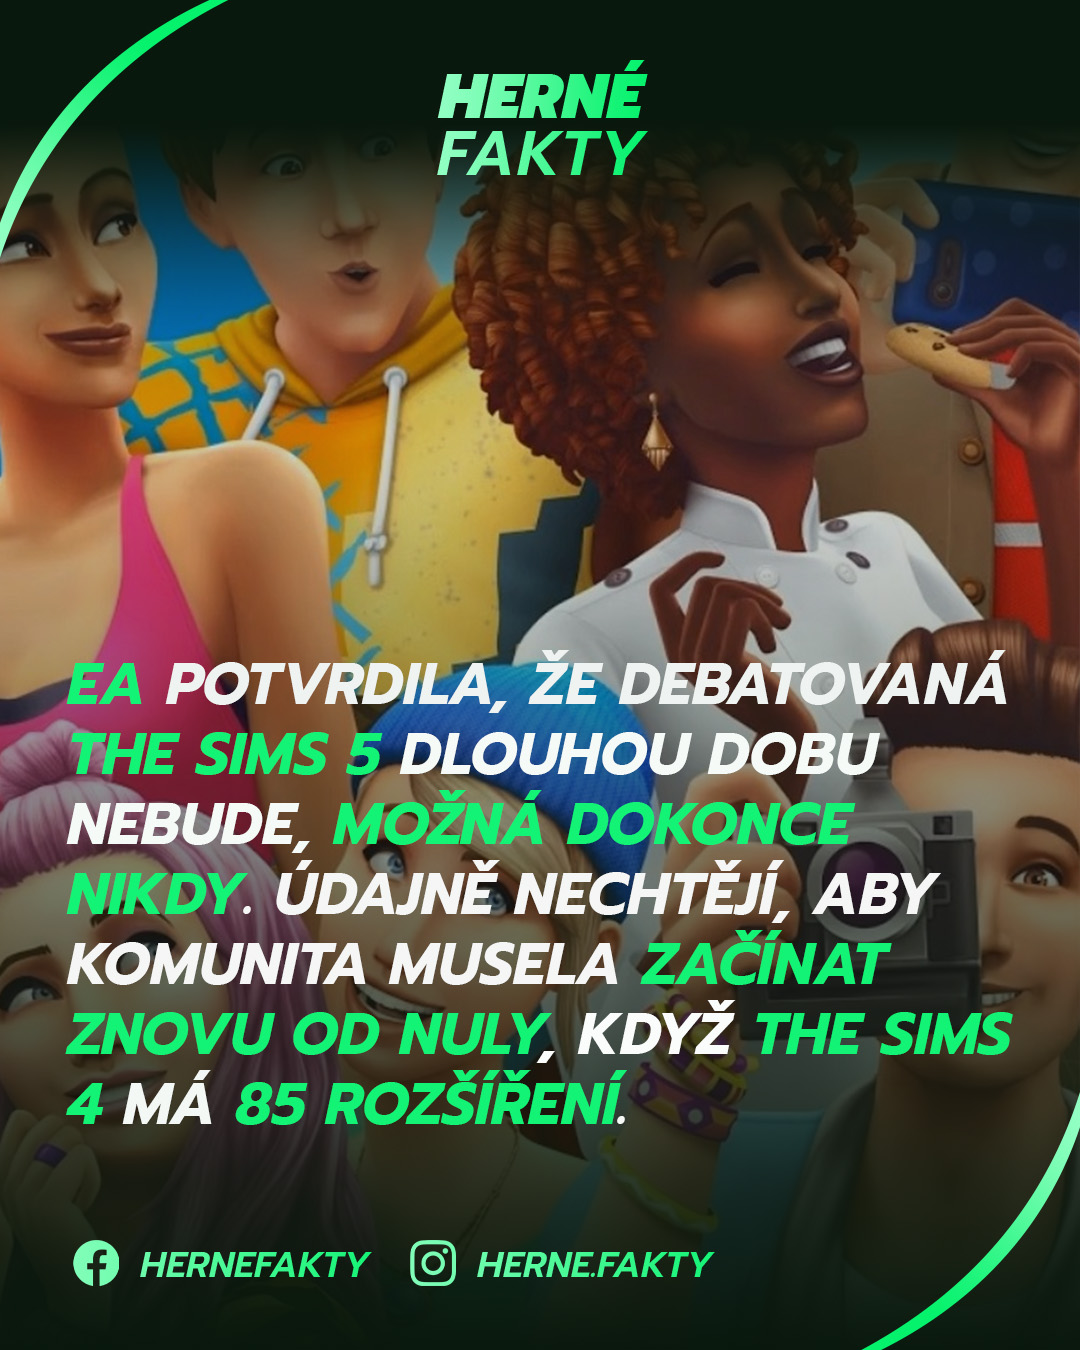 HERNÉ
FAKTY
EA POTVRDILA, ŽE DEBATOVANÁ
THE SIMS 5 DLOUHOU DOBU
NEBUDE, MOŽNÁ DOKONCE
NIKDY. ÚDAJNĚ NECHTĚJÍ, ABY
KOMUNITA MUSELA ZAČÍNAT
ZNOVU OD NULY, KDYŽ THE SIMS
4 MÁ 85 ROZŠÍŘENÍ.
HERNEFAKTY HERNE.FAKTY